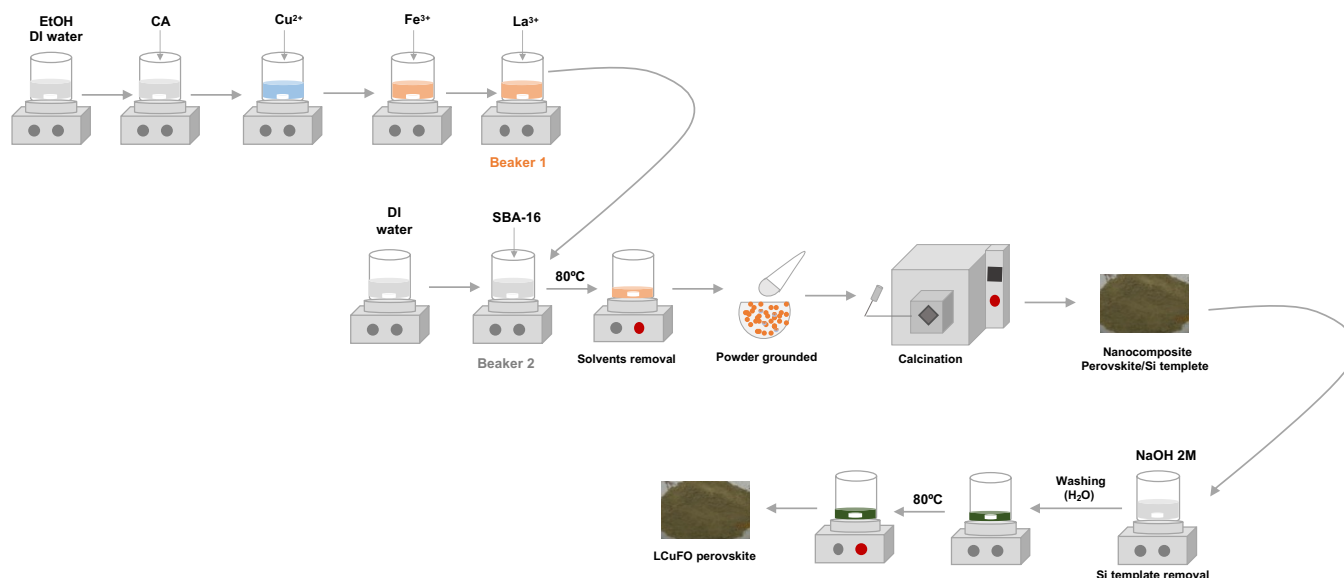 EtOH
DI water
CA
Cu²⁺
Fe³⁺
La³⁺
Beaker 1
DI
water
SBA-16
80ºC
Beaker 2
Solvents removal
Powder grounded
Calcination
Nanocomposite
Perovskite/Si templete
NaOH 2M
Washing
(H₂O)
80ºC
LCuFO perovskite
Si template removal